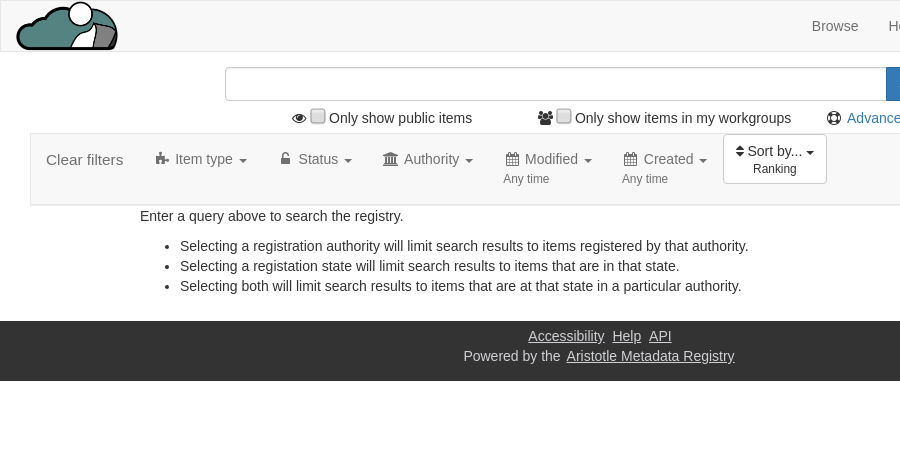 Browse
Only show public items Only show items in my workgroups
Clear filters Item type Status Authority Modified Created Sort by...
Any time Any time Ranking
Enter a query above to search the registry.
• Selecting a registration authority will limit search results to items registered by that authority.
• Selecting a registation state will limit search results to items that are in that state.
• Selecting both will limit search results to items that are at that state in a particular authority.
Accessibility Help API
Powered by the Aristotle Metadata Registry